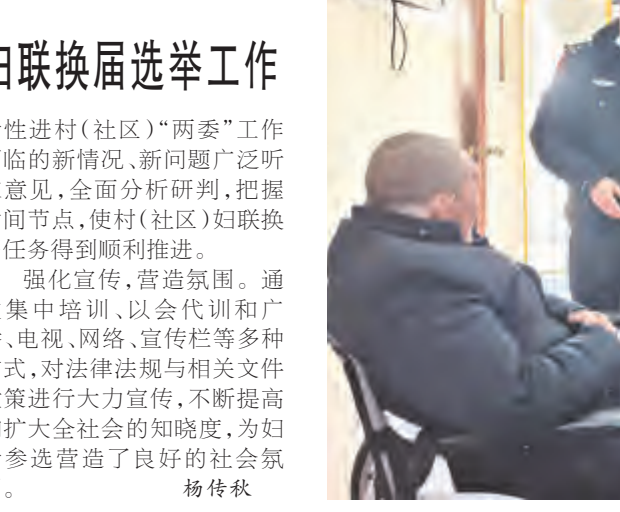 联换届选举工作
性进村(社区)“两委”工作
临的新情况、新问题广泛听
意见,全面分析研判,把握
间节点,使村(社区)妇联换
任务得到顺利推进。
强化宣传,营造氛围。通
集中培训、以会代训和广
、电视、网络、宣传栏等多种
式,对法律法规与相关文件
策进行大力宣传,不断提高
扩大全社会的知晓度,为妇
参选营造了良好的社会氛
。
杨传秋